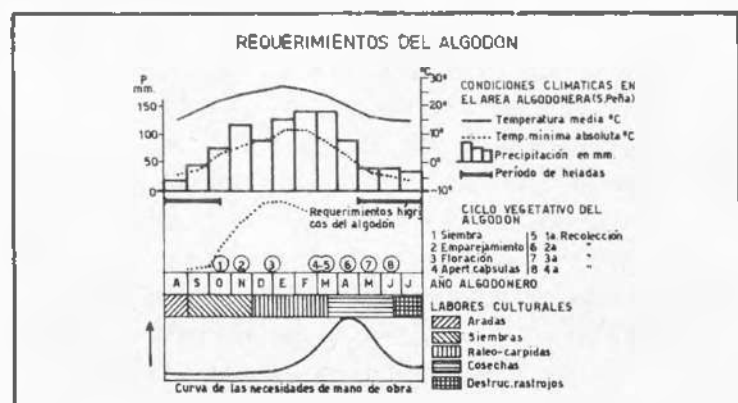 REQUERIMIENTOS DEL ALGODON
P
mm.
150
100
50
0
°C
30°
20°
10°
0°
-10°
CONDICIONES CLIMATICAS EN
EL AREA ALGODONERA (S.Peña)
Temperatura media °C
Temp.minima absoluta °C
Precipitación en mm.
Período de heladas
Requerimientos hígri
cos del algodón
CICLO VEGETATIVO DEL
ALGODON
1 Siembra 5 1a. Recolección
2 Emparejamiento 6 2a "
3 Floración 7 3a "
4 Apert.capsulas 8 4a "
1 2 3 4-5 6 7 8
A S O N D E F M A M J J
AÑO ALGODONERO
LABORES CULTURALES
Aradas
Siembras
Raleo-carpidas
Cosechas
Destruc.rastrojos
Curva de las necesidades de mano de obra